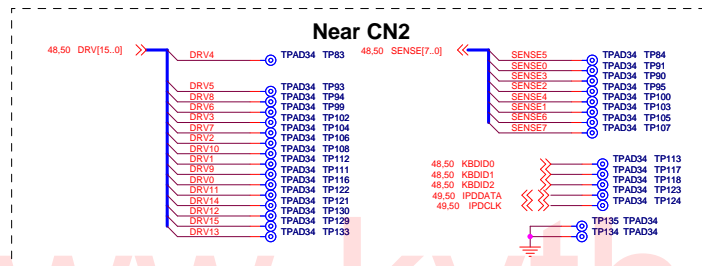 Near CN2
48,50 DRV[15..0]
DRV4 TPAD34 TP83
DRV5 TPAD34 TP93
DRV8 TPAD34 TP94
DRV6 TPAD34 TP99
DRV3 TPAD34 TP102
DRV7 TPAD34 TP104
DRV2 TPAD34 TP106
DRV10 TPAD34 TP108
DRV1 TPAD34 TP112
DRV9 TPAD34 TP111
DRV0 TPAD34 TP116
DRV11 TPAD34 TP122
DRV14 TPAD34 TP121
DRV12 TPAD34 TP130
DRV15 TPAD34 TP129
DRV13 TPAD34 TP133
48,50 SENSE[7..0]
SENSE5 TPAD34 TP84
SENSE0 TPAD34 TP91
SENSE3 TPAD34 TP90
SENSE2 TPAD34 TP95
SENSE4 TPAD34 TP100
SENSE1 TPAD34 TP103
SENSE6 TPAD34 TP105
SENSE7 TPAD34 TP107
48,50 KBDID0 TPAD34 TP113
48,50 KBDID1 TPAD34 TP117
48,50 KBDID2 TPAD34 TP118
49,50 IPDDATA TPAD34 TP123
49,50 IPDCLK TPAD34 TP124
TP135 TPAD34
TP134 TPAD34